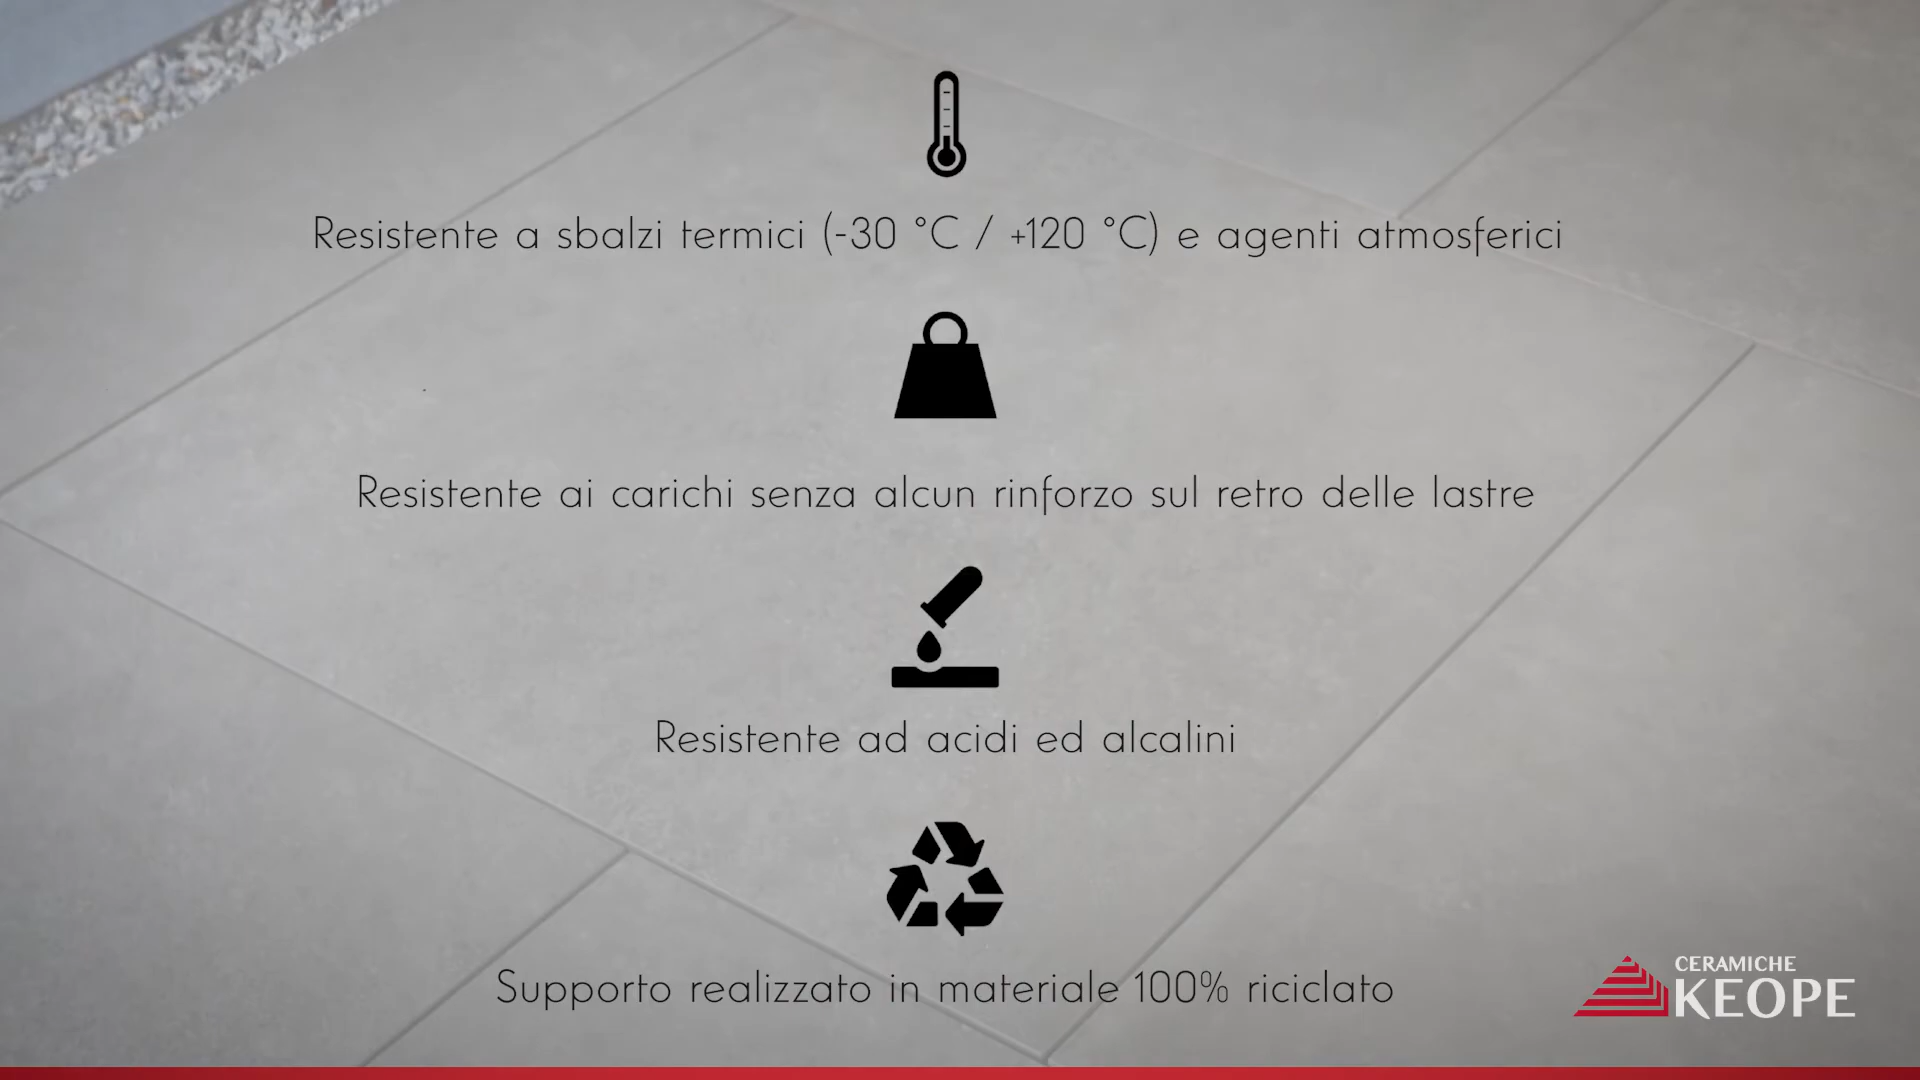 Resistente a sbalzi termici (-30 °C / +120 °C) e agenti atmosferici
Resistente ai carichi senza alcun rinforzo sul retro delle lastre
Resistente ad acidi ed alcalini
Supporto realizzato in materiale 100% riciclato
CERAMICHE
KEOPE